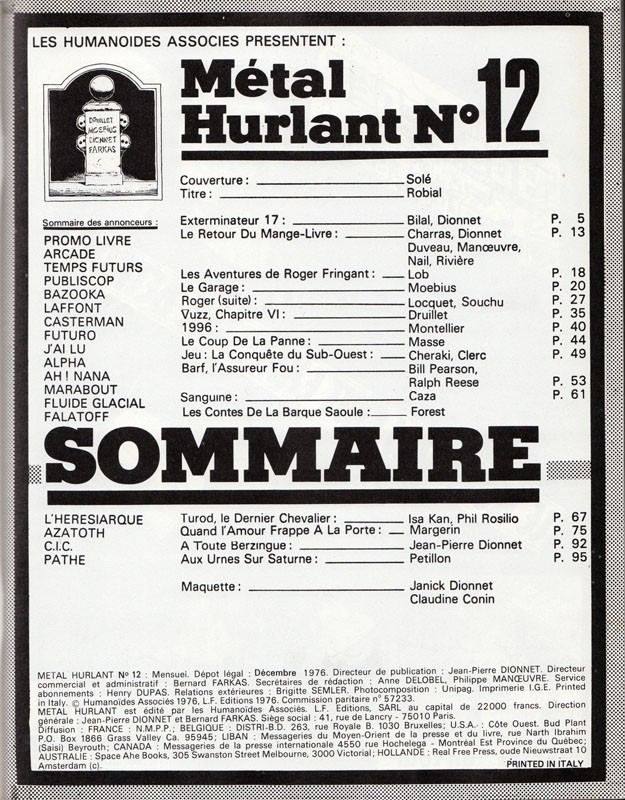 LES HUMANOIDES ASSOCIES PRESENTENT :
DRUILLET
MOEBIUS
DIONNET
FARKAS
Métal
Hurlant Nº 12
Couverture : Solé
Titre : Robial
Sommaire des annonceurs :
PROMO LIVRE
ARCADE
TEMPS FUTURS
PUBLISCOP
BAZOOKA
LAFFONT
CASTERMAN
FUTURO
J'AI LU
ALPHA
AH ! NANA
MARABOUT
FLUIDE GLACIAL
FALATOFF
Exterminateur 17 : Bilal, Dionnet P. 5
Le Retour Du Mange-Livre : Charras, Dionnet P. 13
Duveau, Manœuvre,
Nail, Rivière
Les Aventures de Roger Fringant : Lob P. 18
Le Garage : Moebius P. 20
Roger (suite) : Locquet, Souchu P. 27
Vuzz, Chapitre VI : Druillet P. 35
1996 : Montellier P. 40
Le Coup De La Panne : Masse P. 44
Jeu : La Conquête du Sub-Ouest : Cheraki, Clerc P. 49
Barf, l'Assureur Fou : Bill Pearson,
Ralph Reese P. 53
Sanguine : Caza P. 61
Les Contes De La Barque Saoule : Forest
SOMMAIRE
L'HERESIARQUE
AZATOTH
C.I.C.
PATHE
Turod, le Dernier Chevalier : Isa Kan, Phil Rosilio P. 67
Quand l'Amour Frappe A La Porte : Margerin P. 75
A Toute Berzingue : Jean-Pierre Dionnet P. 92
Aux Urnes Sur Saturne : Petillon P. 95
Maquette : Janick Dionnet
Claudine Conin
METAL HURLANT Nº 12 : Mensuel. Dépot légal : Décembre 1976. Directeur de publication : Jean-Pierre DIONNET. Directeur
commercial et administratif : Bernard FARKAS. Secrétaires de rédaction : Anne DELOBEL, Philippe MANŒUVRE. Service
abonnements : Henry DUPAS. Relations extérieures : Brigitte SEMLER. Photocomposition : Unipag. Imprimerie I.G.E. Printed
in Italy. © Humanoïdes Associés 1976, L.F. Editions 1976. Commission paritaire n° 57233.
METAL HURLANT est édité par les Humanoïdes Associés. L.F. Editions, SARL au capital de 22000 francs. Direction
générale : Jean-Pierre DIONNET et Bernard FARKAS. Siège social : 41, rue de Lancry - 75010 Paris.
Diffusion : FRANCE : N.M.P.P.; BELGIQUE : DISTRI-B.D. 263, rue Royale B. 1030 Bruxelles; U.S.A. : Côte Ouest. Bud Plant
P.O. Box 1866 Grass Valley Ca. 95945; LIBAN : Messageries du Moyen-Orient de la presse et du livre, rue Narth Ibrahim
(Saisi) Beyrouth; CANADA : Messageries de la presse internationale 4550 rue Hochelega - Montréal Est Province du Québec;
AUSTRALIE : Space Ahe Books, 305 Swanston Street Melbourne, 3000 Victorial; HOLLANDE : Real Free Press, oude Nieuwstraat 10
Amsterdam (c).
PRINTED IN ITALY